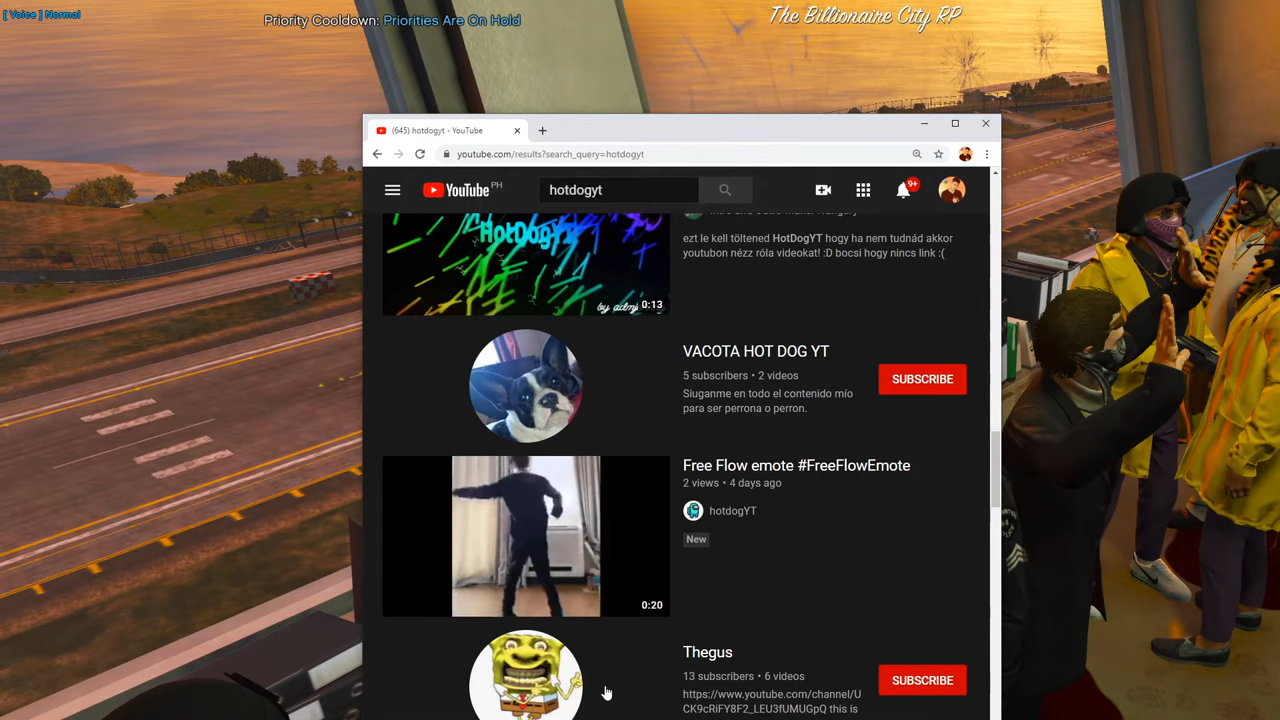 [ Voice ] Normal
Priority Cooldown: Priorities Are On Hold
The Billionaire City RP
(645) hotdogyt - YouTube
youtube.com/results?search_query=hotdogyt
YouTube PH
hotdogyt
9+
HotDogYT
ezt le kell töltened HotDogYT hogy ha nem tudnád akkor
youtubon nézz róla videokat! :D bocsi hogy nincs link :(
0:13
VACOTA HOT DOG YT
5 subscribers • 2 videos
SUBSCRIBE
Siuganme en todo el contenido mío
para ser perrona o perron.
Free Flow emote #FreeFlowEmote
2 views • 4 days ago
hotdogYT
New
0:20
Thegus
13 subscribers • 6 videos
SUBSCRIBE
https://www.youtube.com/channel/U
CK9cRiFY8F2_LEU3fUMUGpQ this is